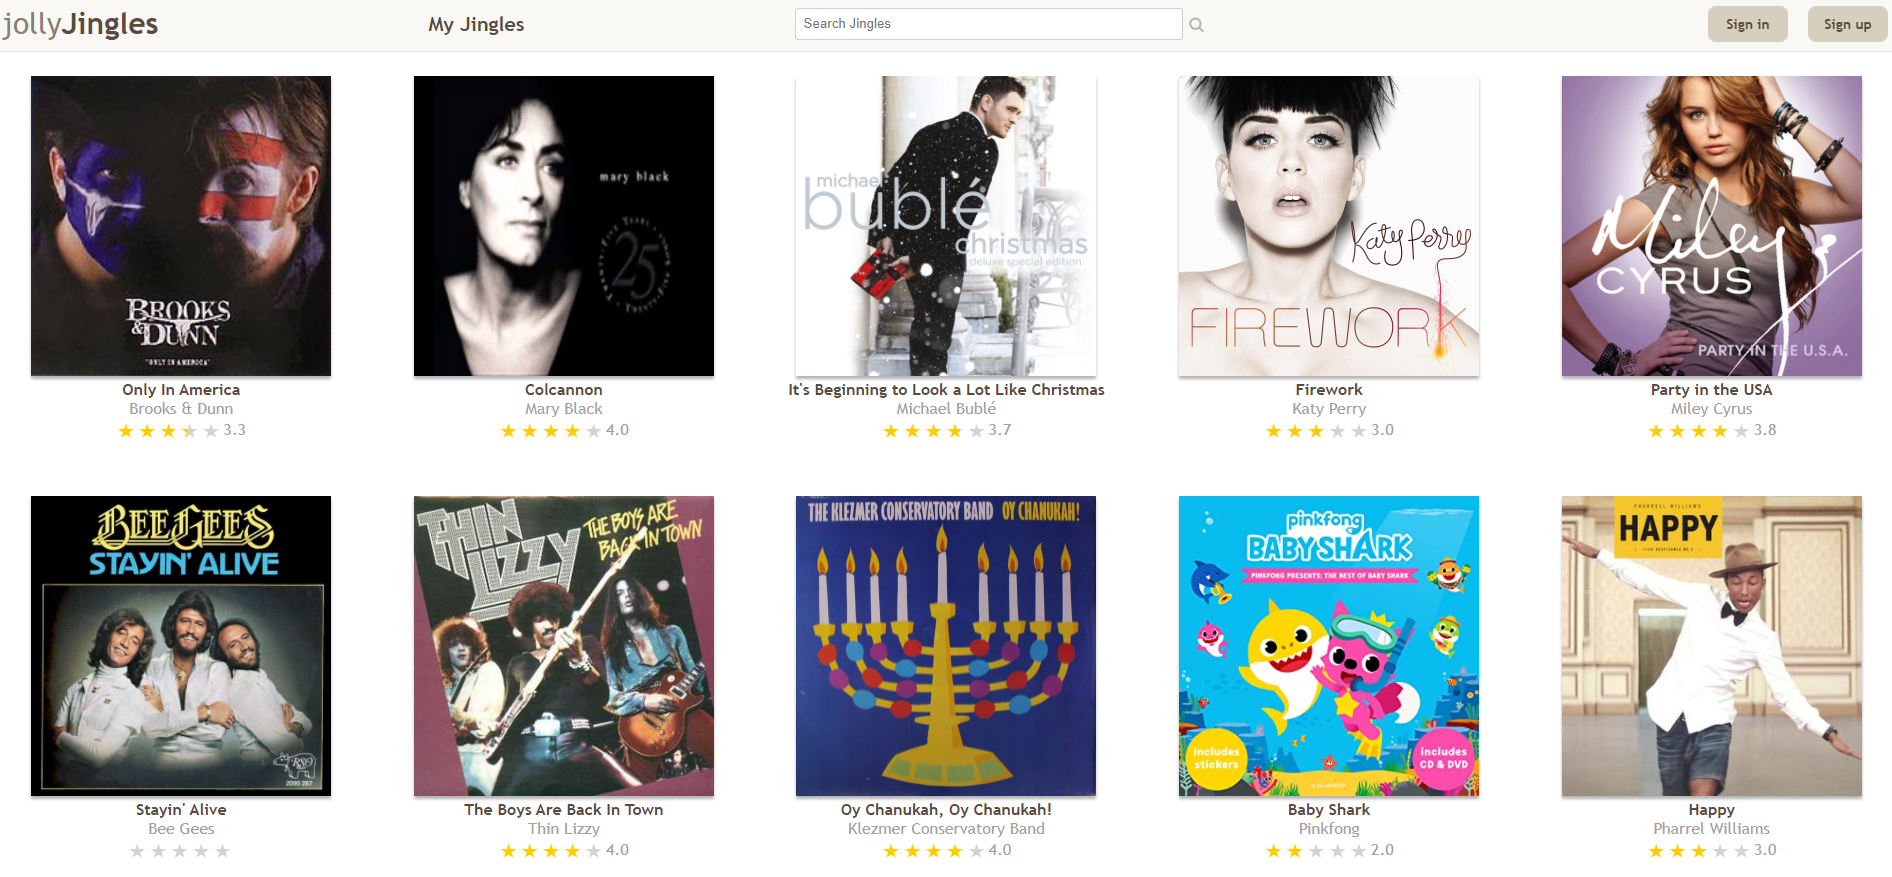 jollyJingles
My Jingles
Search Jingles
Sign in
Sign up
BROOKS
& DUNN
"ONLY IN AMERICA"
mary black
25
michael
bublé
christmas
deluxe special edition
Katy Perry
FIREWORK
Miley
CYRUS
PARTY IN THE U.S.A.
Only In America
Brooks & Dunn
3.3
Colcannon
Mary Black
4.0
It's Beginning to Look a Lot Like Christmas
Michael Bublé
3.7
Firework
Katy Perry
3.0
Party in the USA
Miley Cyrus
3.8
BEE GEES
STAYIN' ALIVE
RSO
2090 267
THIN
LIZZY
THE BOYS ARE
BACK IN TOWN
THE KLEZMER CONSERVATORY BAND OY CHANUKAH!
pinkfong
BABY SHARK
PINKFONG PRESENTS: THE BEST OF BABY SHARK
includes
stickers
includes
CD & DVD
PHARRELL WILLIAMS
HAPPY
Stayin' Alive
Bee Gees
The Boys Are Back In Town
Thin Lizzy
4.0
Oy Chanukah, Oy Chanukah!
Klezmer Conservatory Band
4.0
Baby Shark
Pinkfong
2.0
Happy
Pharrel Williams
3.0